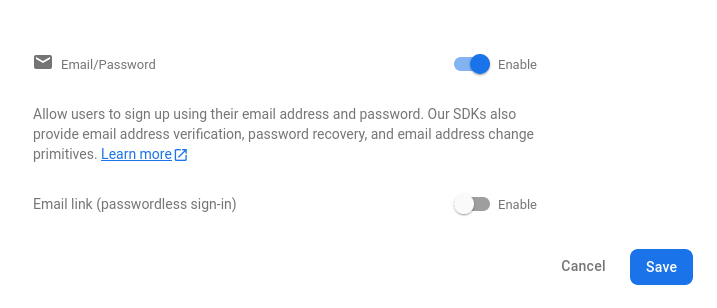 Email/Password Enable
Allow users to sign up using their email address and password. Our SDKs also
provide email address verification, password recovery, and email address change
primitives. Learn more
Email link (passwordless sign-in) Enable
Cancel Save